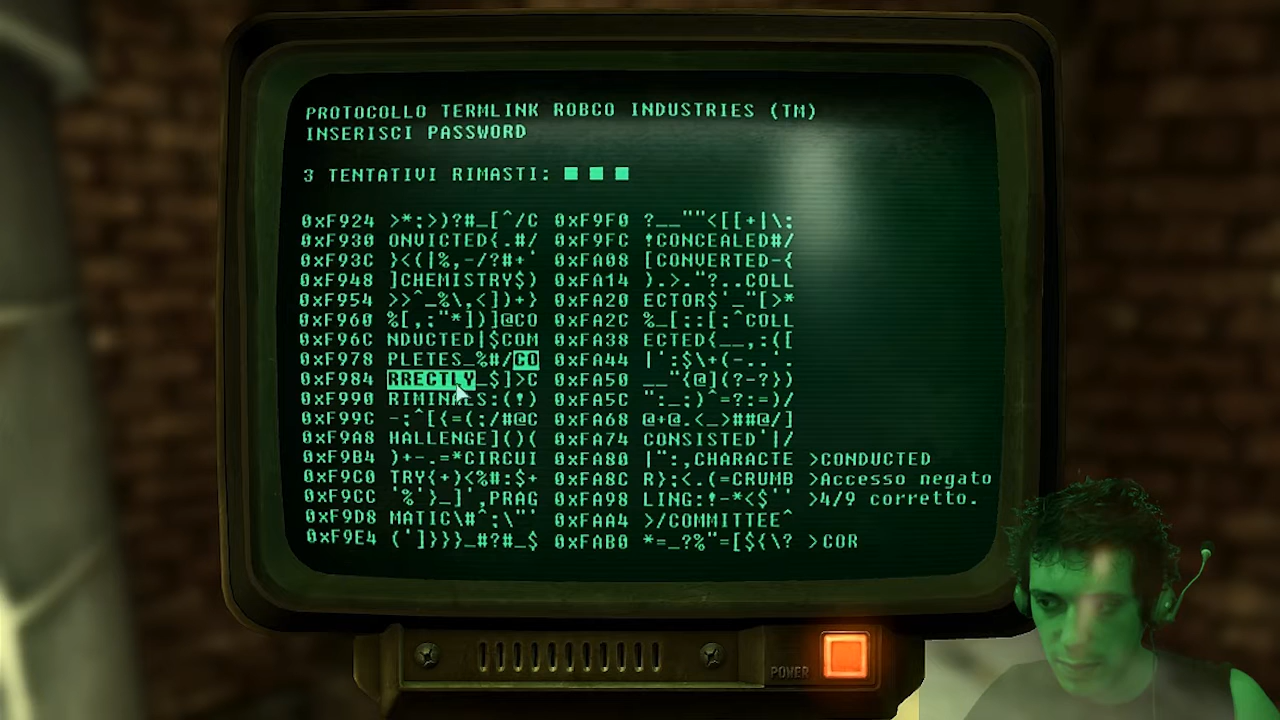 PROTOCOLLO TERMLINK ROBCO INDUSTRIES (TM)
INSERISCI PASSWORD
3 TENTATIVI RIMASTI:
0xF924 >*;>)?#_[^/C 0xF9F0 ?__""<[[+|\;
0xF930 ONVICTED{.#/ 0xF9FC !CONCEALED#/
0xF93C }<(|%,-/?#+' 0xFA08 [CONVERTED-{
0xF948 ]CHEMISTRY$) 0xFA14 ).>."?..COLL
0xF954 >>^_%\,<])+} 0xFA20 ECTOR$'_"[>*
0xF960 %[,;"*])]@CO 0xFA2C %_[::[;^COLL
0xF96C NDUCTED|$COM 0xFA38 ECTED{__,:([
0xF978 PLETES_%#/CO 0xFA44 |':$\+(-..'.
0xF984 RRECTLY_$]>C 0xFA50 __"{@](?-?})
0xF990 RIMINALS:(!) 0xFA5C ":_;)^=?:=)/
0xF99C -;^[{=(;/#@C 0xFA68 @+@.<_>##@/]
0xF9A8 HALLENGE]()( 0xFA74 CONSISTED'|/
0xF9B4 )+-.=*CIRCUI 0xFA80 |":,CHARACTE >CONDUCTED
0xF9C0 TRY{+)<%#:$+ 0xFA8C R};<.(=CRUMB >Accesso negato
0xF9CC '%'}_]',PRAG 0xFA98 LING:!-*<$'' >4/9 corretto.
0xF9D8 MATIC\#^;\"' 0xFAA4 >/COMMITTEE^
0xF9E4 (']}}}_#?#_$ 0xFAB0 *=_?%"=[${\? >COR
POWER